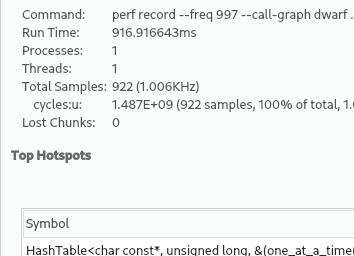 Command: perf record --freq 997 --call-graph dwarf .
Run Time: 916.916643ms
Processes: 1
Threads: 1
Total Samples: 922 (1.006KHz)
cycles:u: 1.487E+09 (922 samples, 100% of total, 1.0
Lost Chunks: 0
Top Hotspots
Symbol
HashTable<char const*, unsigned long, &(one_at_a_time(